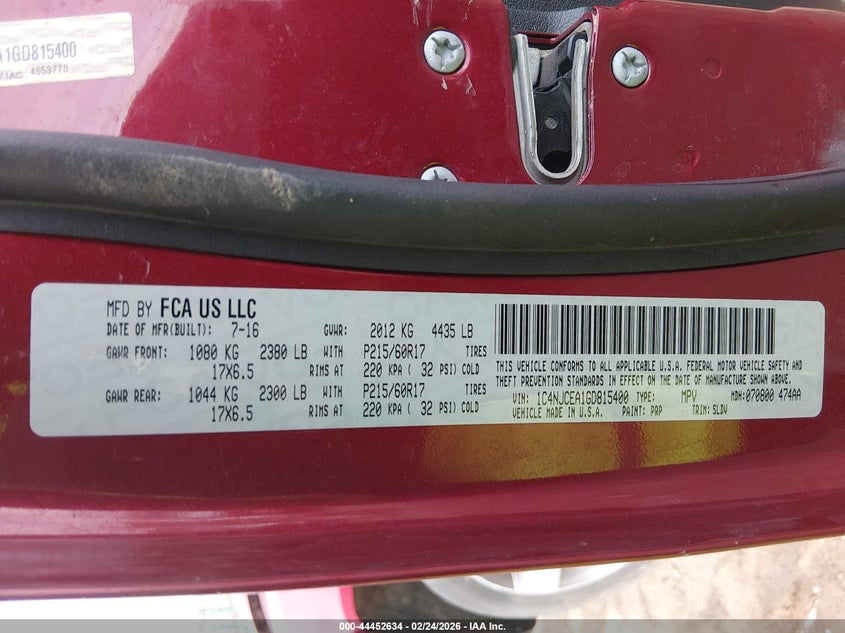 A1GD815400
4653770
MFD BY FCA US LLC
DATE OF MFR(BUILT): 7-16 GVWR: 2012 KG 4435 LB
GAWR FRONT: 1080 KG 2380 LB WITH P215/60R17 TIRES
17X6.5 RIMS AT 220 KPA ( 32 PSI) COLD
GAWR REAR: 1044 KG 2300 LB WITH P215/60R17 TIRES
17X6.5 RIMS AT 220 KPA ( 32 PSI) COLD
THIS VEHICLE CONFORMS TO ALL APPLICABLE U.S.A. FEDERAL MOTOR VEHICLE SAFETY AND
THEFT PREVENTION STANDARDS IN EFFECT ON THE DATE OF MANUFACTURE SHOWN ABOVE.
VIN: 1C4NJCEA1GD815400 TYPE: MPV MDH:070800 474AA
VEHICLE MADE IN U.S.A. PAINT: PRP TRIM: SLDV
000-44452634 | 02/24/2026 | IAA Inc.